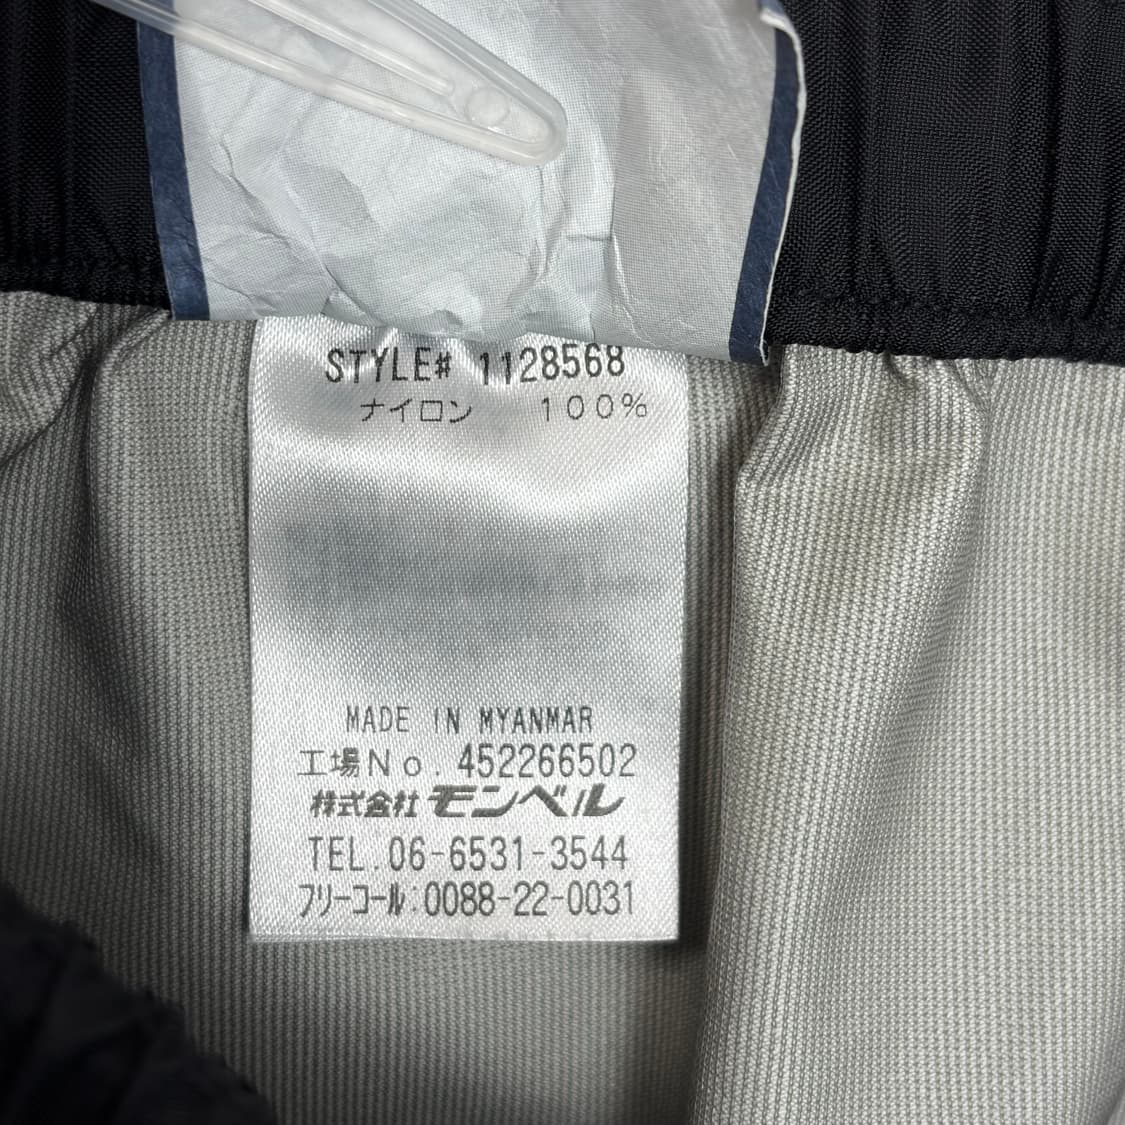 STYLE# 1128568
ナイロン 100%
MADE IN MYANMAR
工場No. 452266502
株式会社 モンベル
TEL.06-6531-3544
フリーコール:0088-22-0031